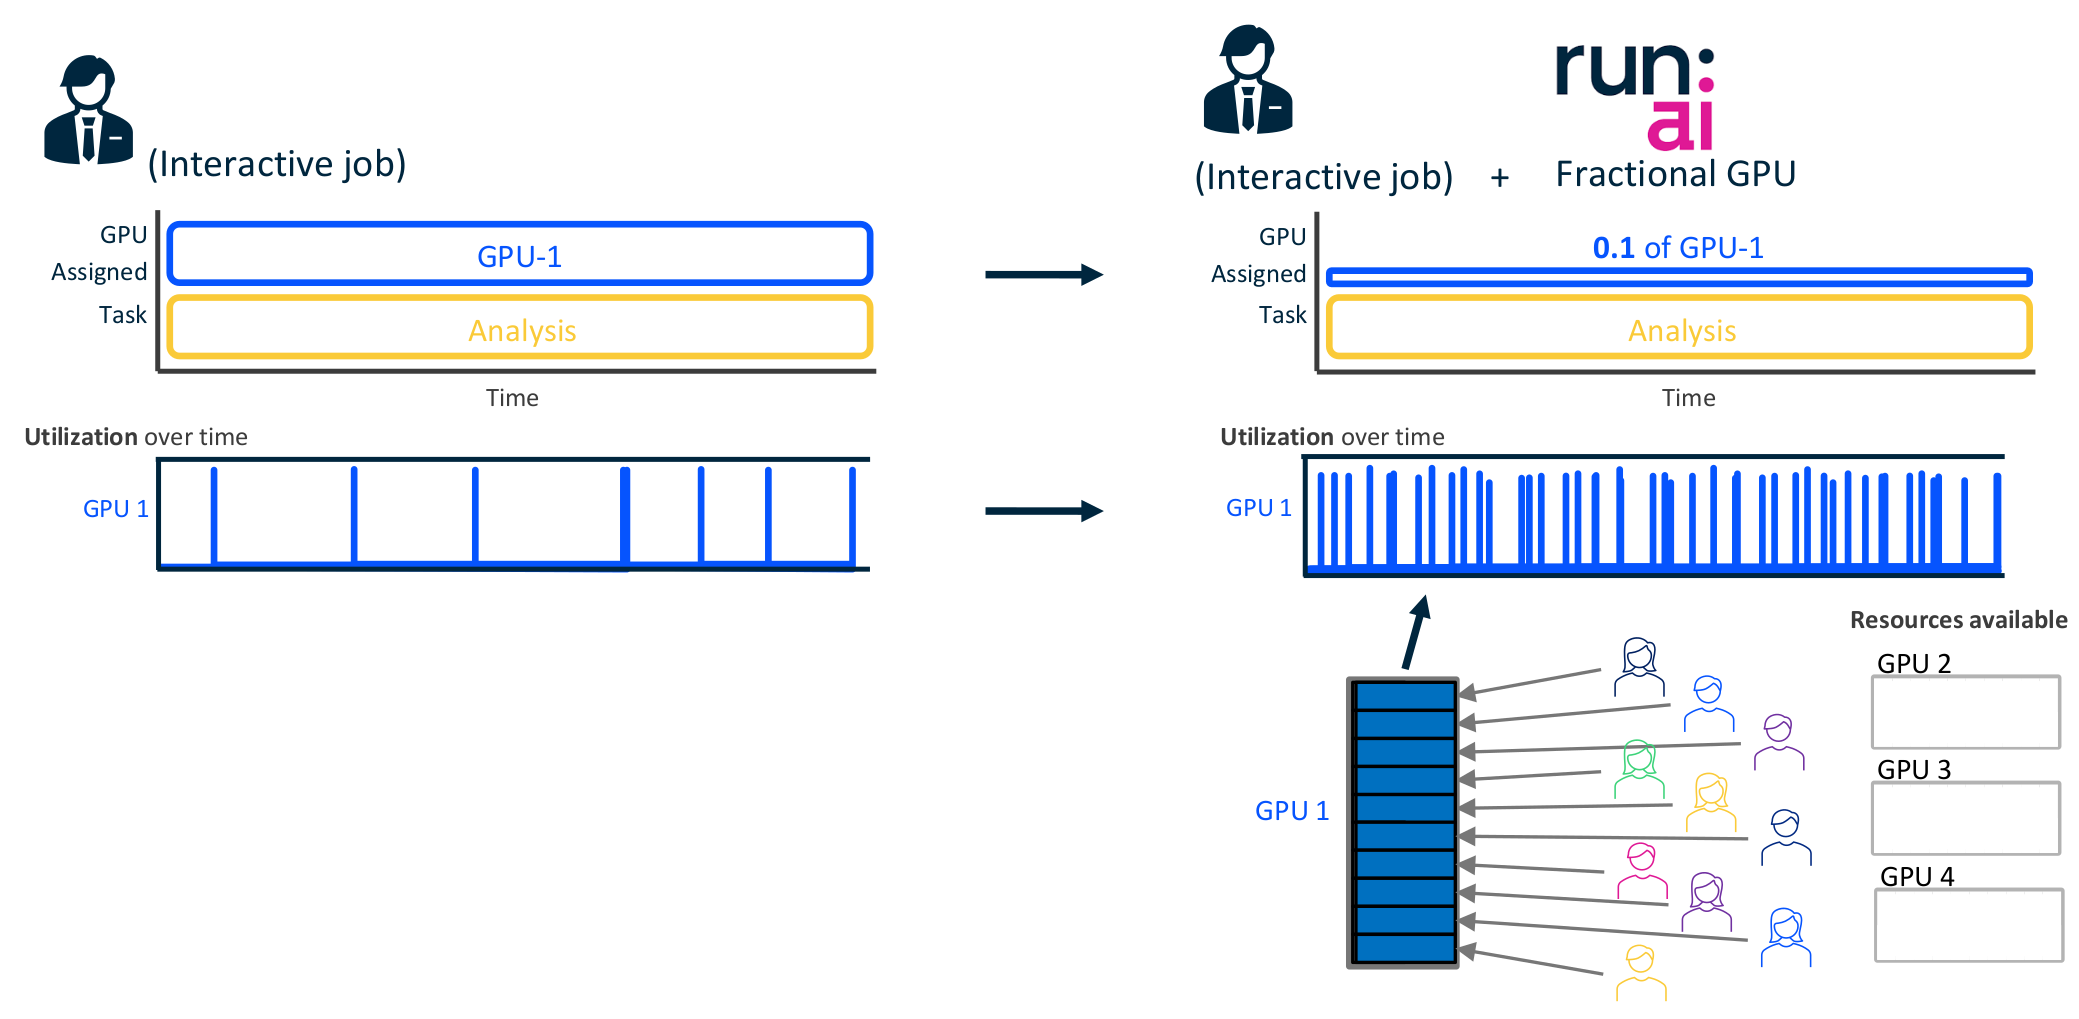 (Interactive job)
GPU
Assigned
GPU-1
Task
Analysis
Time
Utilization over time
GPU 1
run:
ai
(Interactive job) + Fractional GPU
GPU
Assigned
0.1 of GPU-1
Task
Analysis
Time
Utilization over time
GPU 1
GPU 1
Resources available
GPU 2
GPU 3
GPU 4